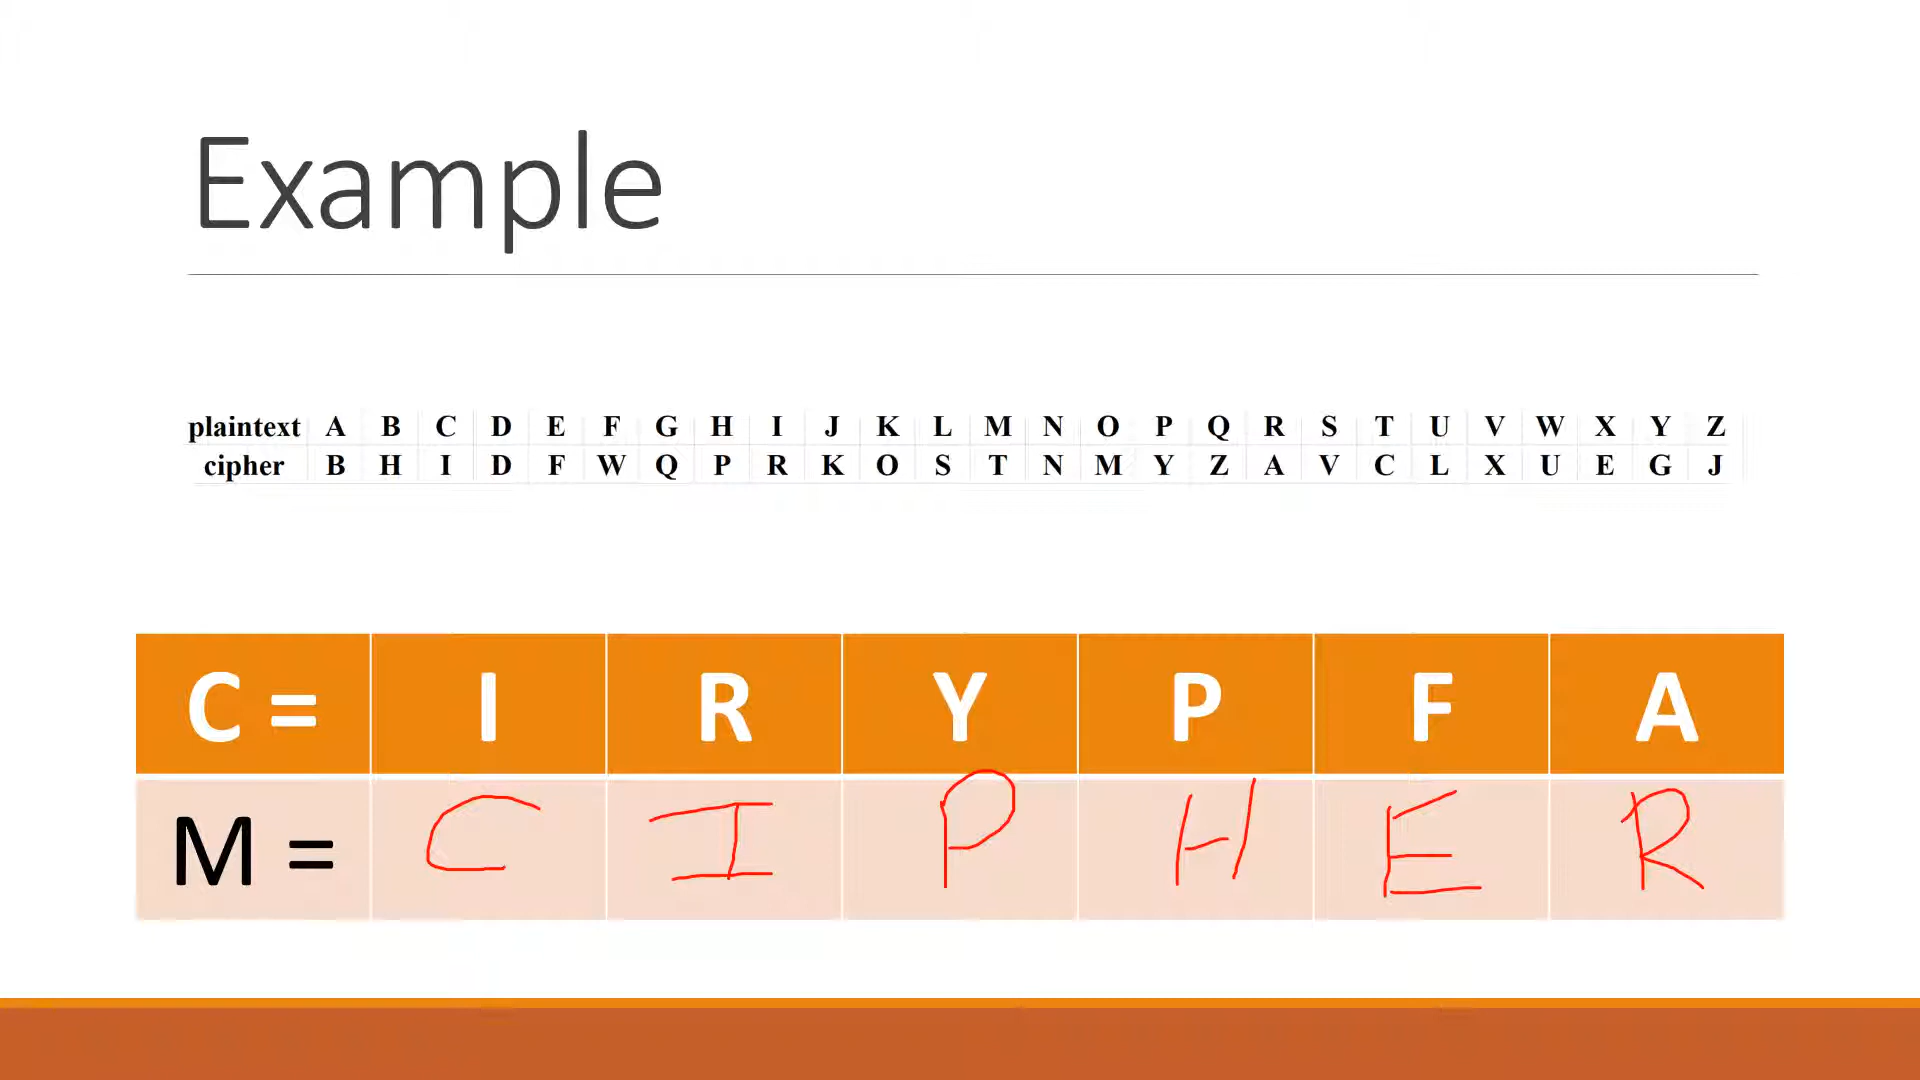 Example
plaintext A B C D E F G H I J K L M N O P Q R S T U V W X Y Z
cipher B H I D F W Q P R K O S T N M Y Z A V C L X U E G J
C = I R Y P F A
M = C I P H E R